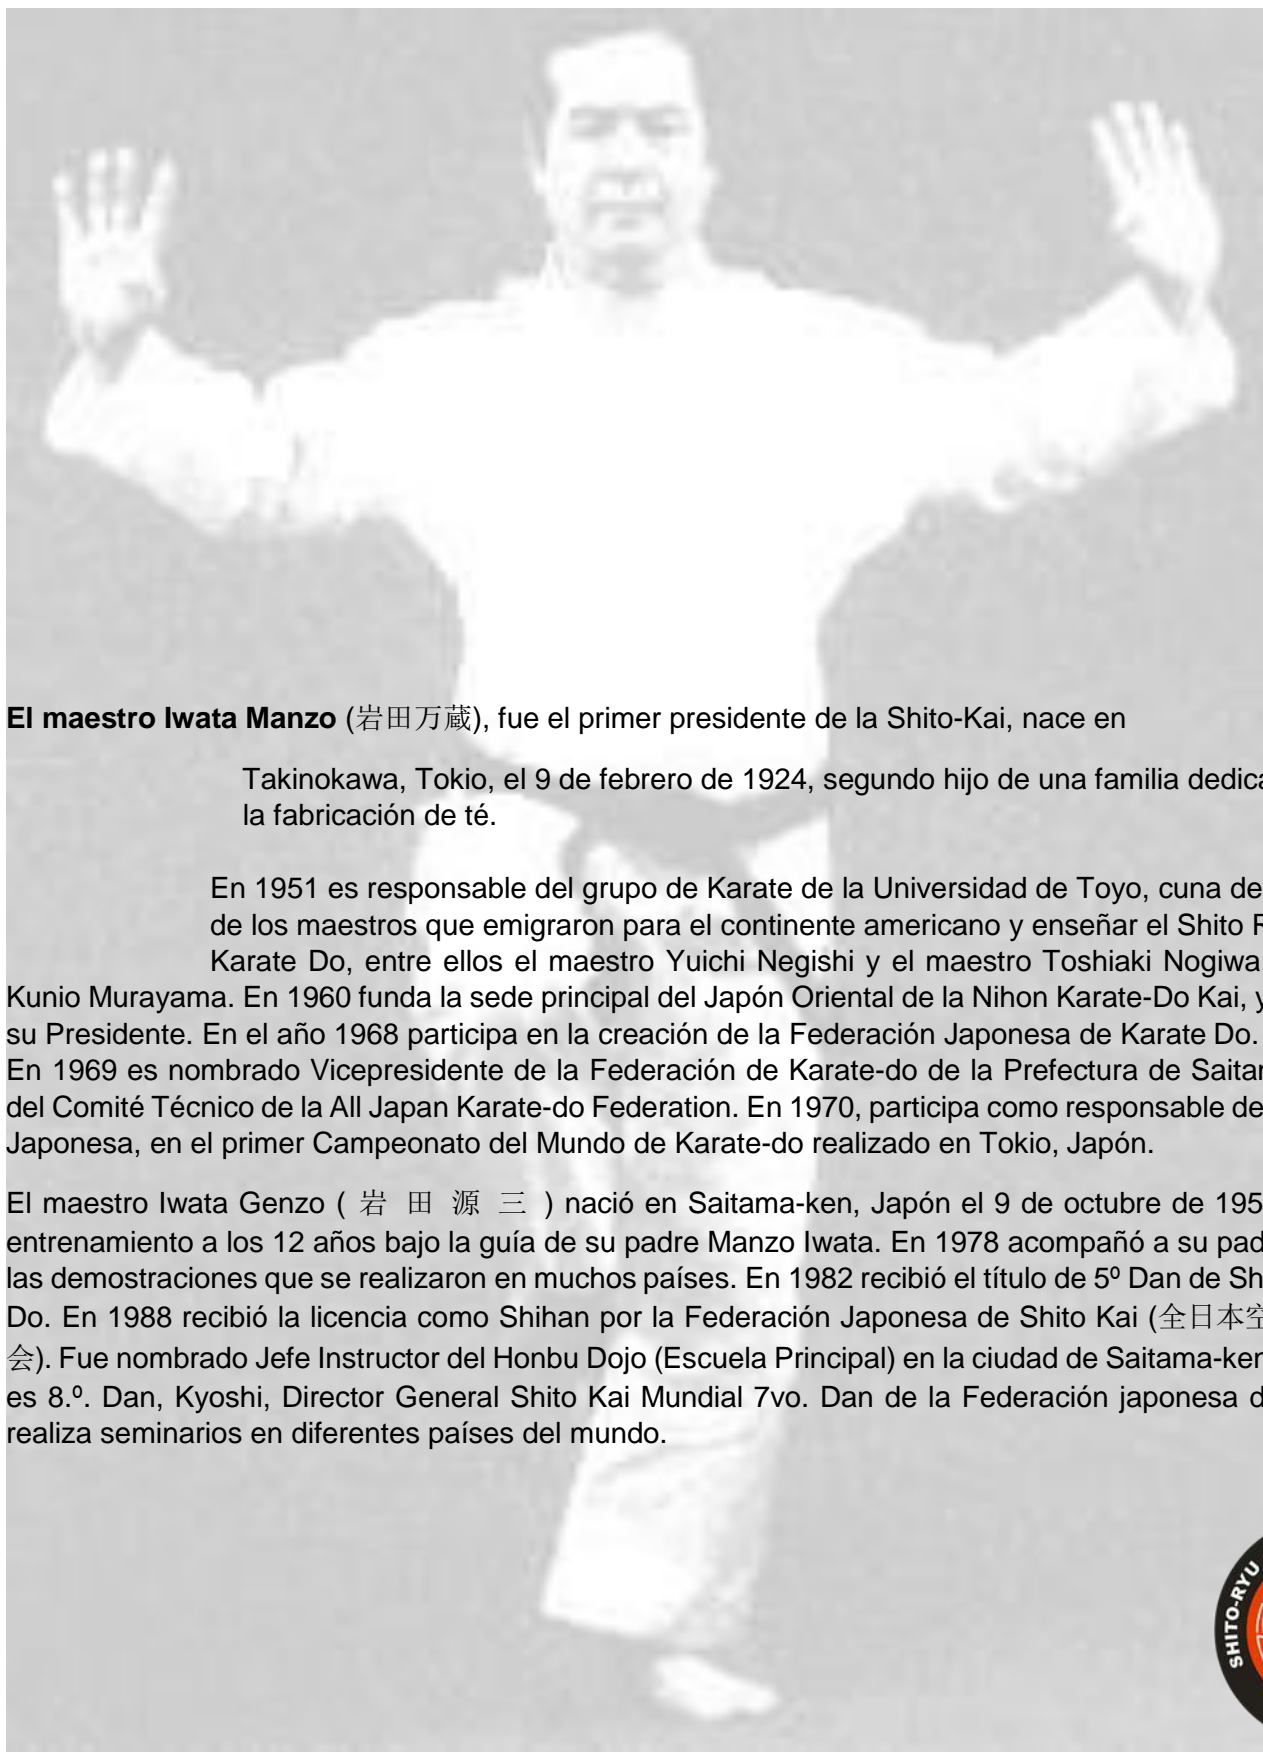 El maestro Iwata Manzo (岩田万蔵), fue el primer presidente de la Shito-Kai, nace en
Takinokawa, Tokio, el 9 de febrero de 1924, segundo hijo de una familia
la fabricación de té.
En 1951 es responsable del grupo de Karate de la Universidad de Toyo, cuna de
de los maestros que emigraron para el continente americano y enseñar el Shito
Karate Do, entre ellos el maestro Yuichi Negishi y el maestro Toshiaki Nogiwa
Kunio Murayama. En 1960 funda la sede principal del Japón Oriental de la Nihon Karate-Do Kai, y
su Presidente. En el año 1968 participa en la creación de la Federación Japonesa de Karate Do.
En 1969 es nombrado Vicepresidente de la Federación de Karate-do de la Prefectura de
del Comité Técnico de la All Japan Karate-do Federation. En 1970, participa como responsable de
Japonesa, en el primer Campeonato del Mundo de Karate-do realizado en Tokio, Japón.
El maestro Iwata Genzo ( 岩 田 源 三 ) nació en Saitama-ken, Japón el 9 de octubre de
entrenamiento a los 12 años bajo la guía de su padre Manzo Iwata. En 1978 acompañó a su
las demostraciones que se realizaron en muchos países. En 1982 recibió el título de 5º Dan de
Do. En 1988 recibió la licencia como Shihan por la Federación Japonesa de Shito Kai (全日本空
会). Fue nombrado Jefe Instructor del Honbu Dojo (Escuela Principal) en la ciudad de Saitama-ken
es 8.º. Dan, Kyoshi, Director General Shito Kai Mundial 7vo. Dan de la Federación japonesa
realiza seminarios en diferentes países del mundo.
SHITO-RYU